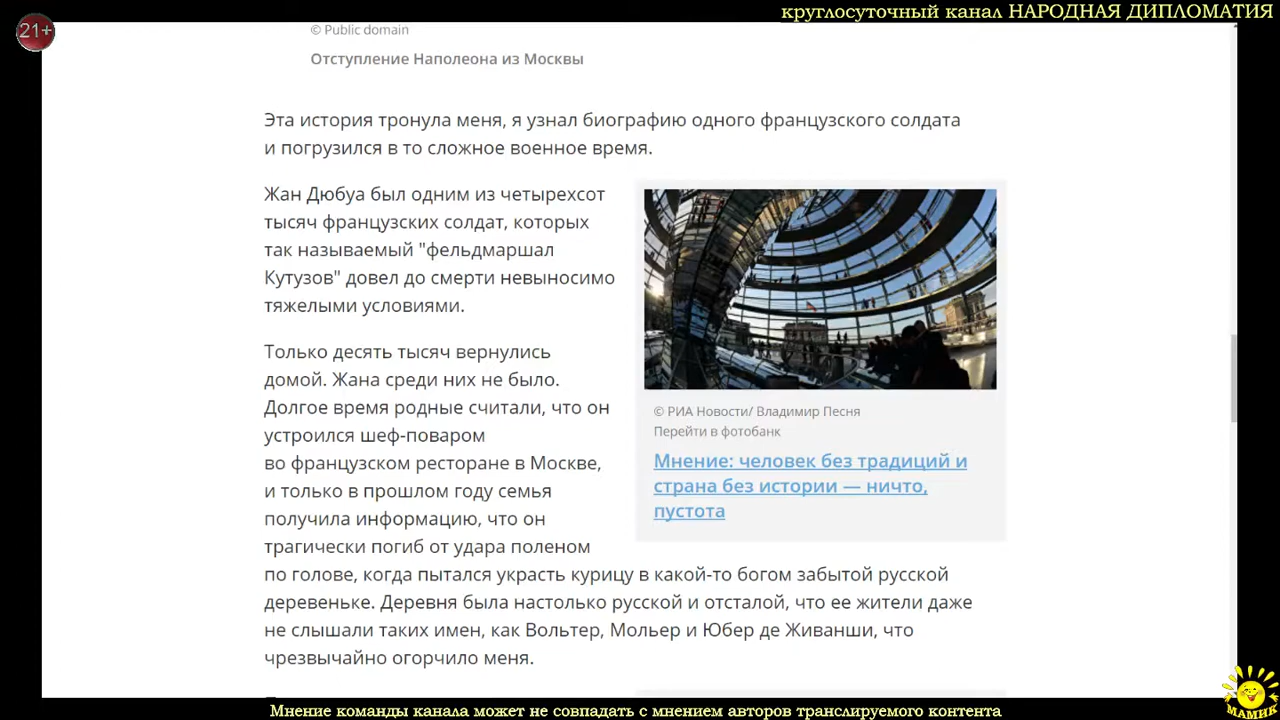 круглосуточный канал НАРОДНАЯ ДИПЛОМАТИЯ
21+
© Public domain
Отступление Наполеона из Москвы
Эта история тронула меня, я узнал биографию одного французского солдата
и погрузился в то сложное военное время.
Жан Дюбуа был одним из четырехсот
тысяч французских солдат, которых
так называемый "фельдмаршал
Кутузов" довел до смерти невыносимо
тяжелыми условиями.
Только десять тысяч вернулись
домой. Жана среди них не было.
Долгое время родные считали, что он
устроился шеф-поваром
во французском ресторане в Москве,
и только в прошлом году семья
получила информацию, что он
трагически погиб от удара поленом
по голове, когда пытался украсть курицу в какой-то богом забытой русской
деревеньке. Деревня была настолько русской и отсталой, что ее жители даже
не слышали таких имен, как Вольтер, Мольер и Юбер де Живанши, что
чрезвычайно огорчило меня.
© РИА Новости/ Владимир Песня
Перейти в фотобанк
Мнение: человек без традиций и
страна без истории — ничто,
пустота
Мнение команды канала может не совпадать с мнением авторов транслируемого контента
МАМИК